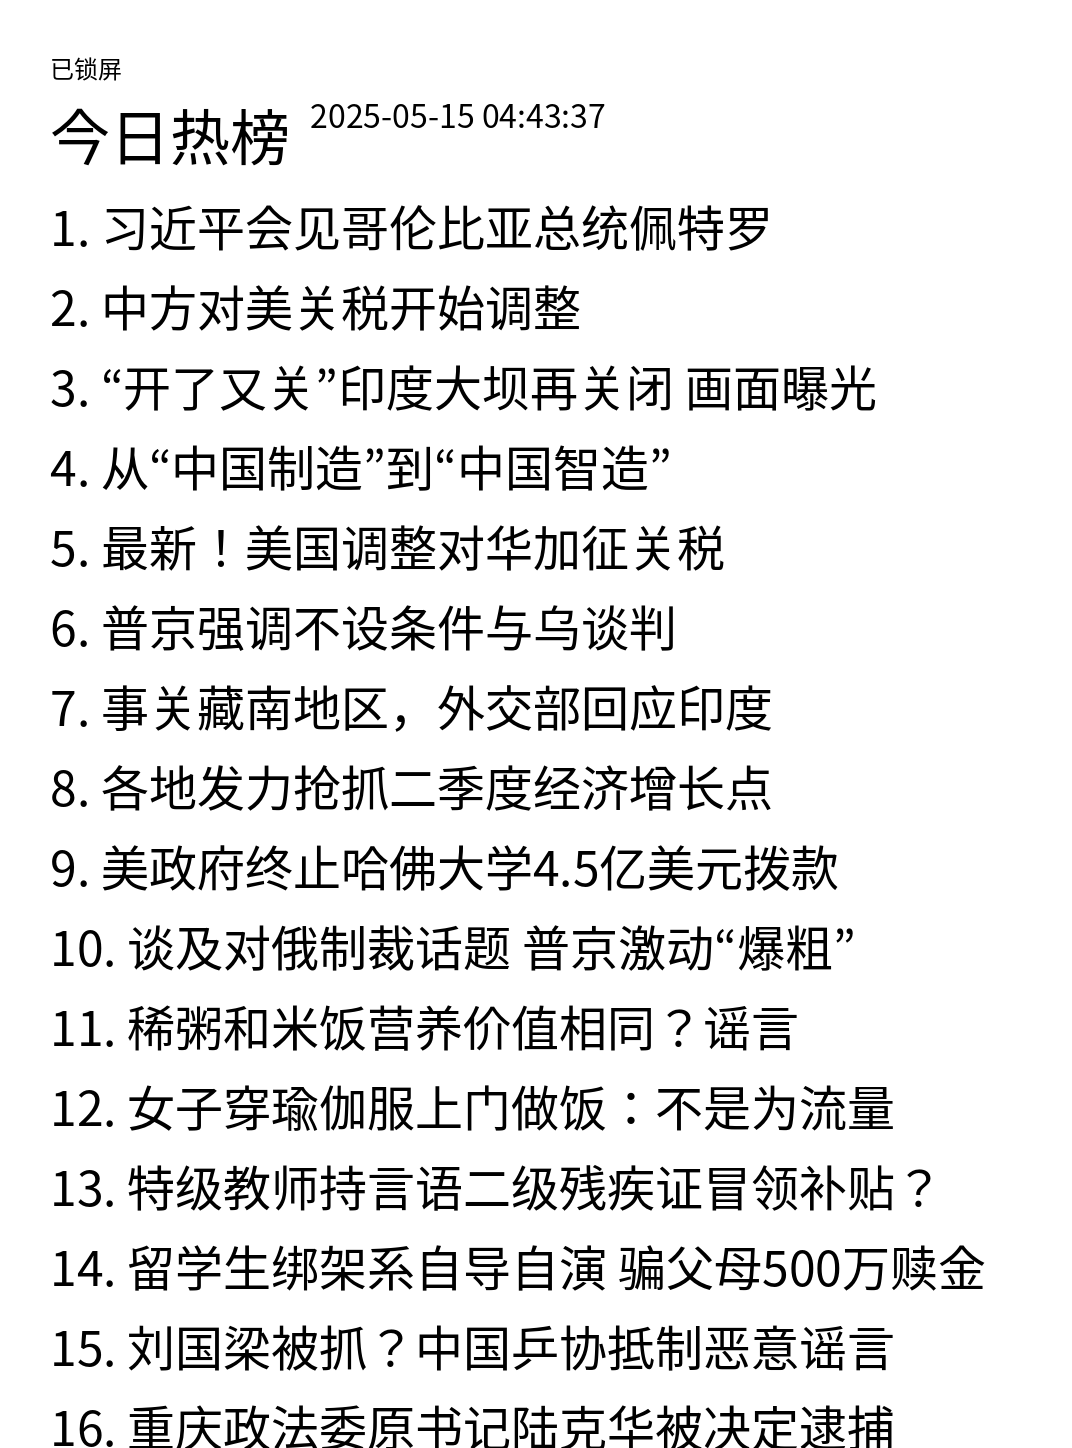 已锁屏
今日热榜 2025-05-15 04:43:37
1. 习近平会见哥伦比亚总统佩特罗
2. 中方对美关税开始调整
3. “开了又关”印度大坝再关闭 画面曝光
4. 从“中国制造”到“中国智造”
5. 最新！美国调整对华加征关税
6. 普京强调不设条件与乌谈判
7. 事关藏南地区，外交部回应印度
8. 各地发力抢抓二季度经济增长点
9. 美政府终止哈佛大学4.5亿美元拨款
10. 谈及对俄制裁话题 普京激动“爆粗”
11. 稀粥和米饭营养价值相同？谣言
12. 女子穿瑜伽服上门做饭：不是为流量
13. 特级教师持言语二级残疾证冒领补贴？
14. 留学生绑架系自导自演 骗父母500万赎金
15. 刘国梁被抓？中国乒协抵制恶意谣言
16. 重庆政法委原书记陆克华被决定逮捕